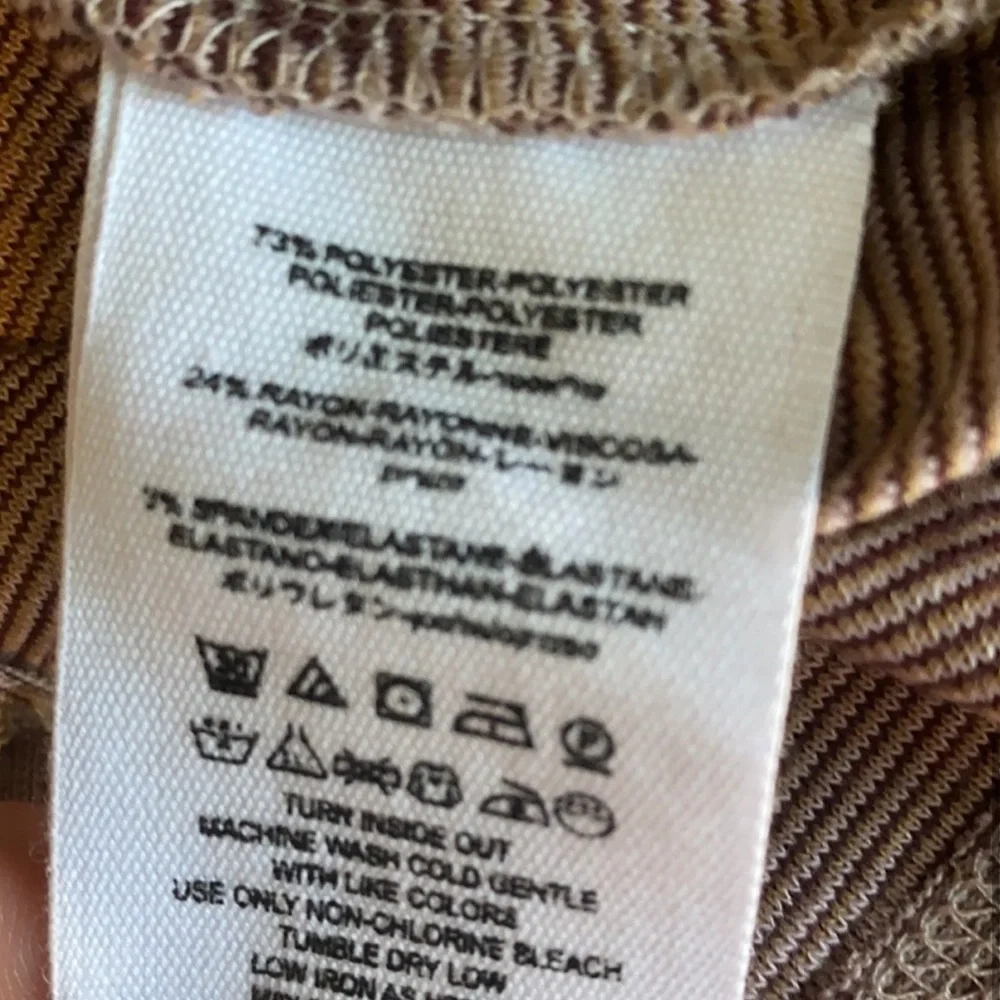 73% POLYESTER-POLYESTER
POLIESTER-POLYESTER
POLIESTERE
ポリエステル
24% RAYON-RAYONNE-VISCOSA-
RAYON-RAYON-レーヨン
SPANDEX/ELASTANE-ELASTANE-
ELASTANO-ELASTHAN-ELASTAN
ポリウレタン
30
P
TURN INSIDE OUT
MACHINE WASH COLD GENTLE
WITH LIKE COLORS
USE ONLY NON-CHLORINE BLEACH
TUMBLE DRY LOW
LOW IRON AS